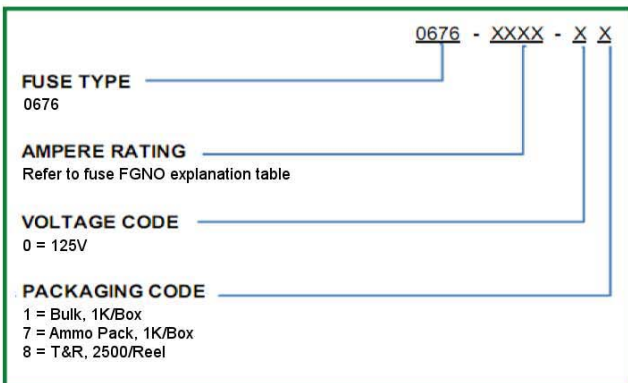 0676 - XXXX - X X
FUSE TYPE
0676
AMPERE RATING
Refer to fuse FGNO explanation table
VOLTAGE CODE
0 = 125V
PACKAGING CODE
1 = Bulk, 1K/Box
7 = Ammo Pack, 1K/Box
8 = T&R, 2500/Reel